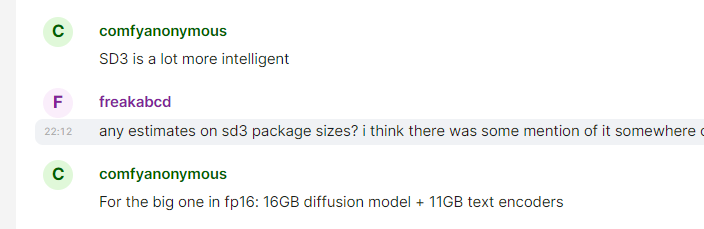 C
comfyanonymous
SD3 is a lot more intelligent
F
freakabcd
22:12
any estimates on sd3 package sizes? i think there was some mention of it somewhere
C
comfyanonymous
For the big one in fp16: 16GB diffusion model + 11GB text encoders